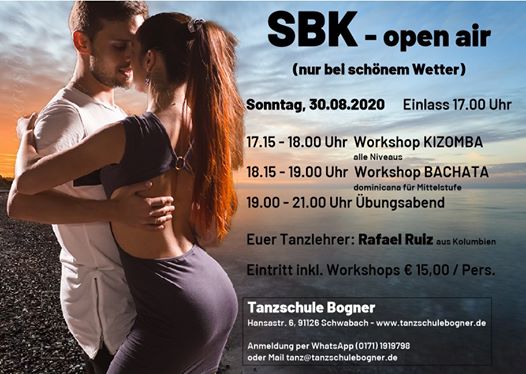 SBK - open air
(nur bei schönem Wetter)
Sonntag, 30.08.2020 Einlass 17.00 Uhr
17.15 - 18.00 Uhr Workshop KIZOMBA
alle Niveaus
18.15 - 19.00 Uhr Workshop BACHATA
dominicana für Mittelstufe
19.00 - 21.00 Uhr Übungsabend
Euer Tanzlehrer: Rafael Ruiz aus Kolumbien
Eintritt inkl. Workshops € 15,00 / Pers.
Tanzschule Bogner
Hansastr. 6, 91126 Schwabach - www.tanzschulebogner.de
Anmeldung per WhatsApp (0171) 1919798
oder Mail tanz@tanzschulebogner.de